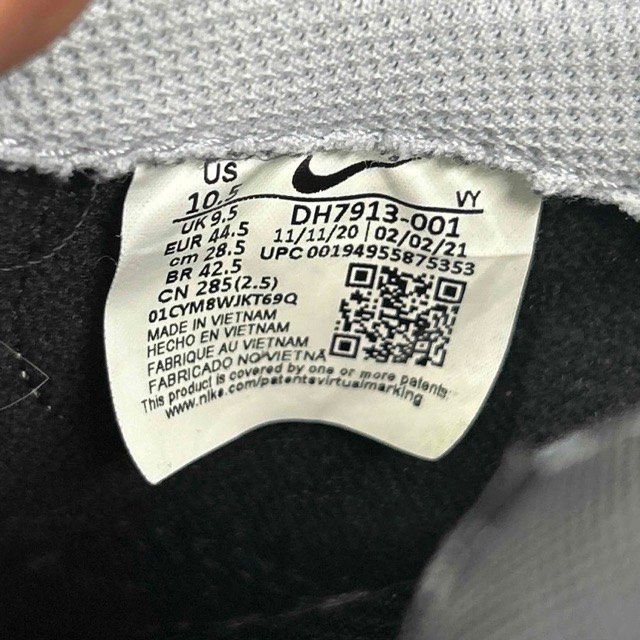 US
10.5
UK 9.5
EUR 44.5
cm 28.5
BR 42.5
CN 285(2.5)
01CYM8WJKT69Q
MADE IN VIETNAM
HECHO EN VIETNAM
FABRIQUE AU VIETNAM
FABRICADO NO VIETNÃ
This product is covered by one or more patents.
www.nike.com/patentsvirtualmarking
VY
DH7913-001
11/11/20 | 02/02/21
UPC 00194955875353